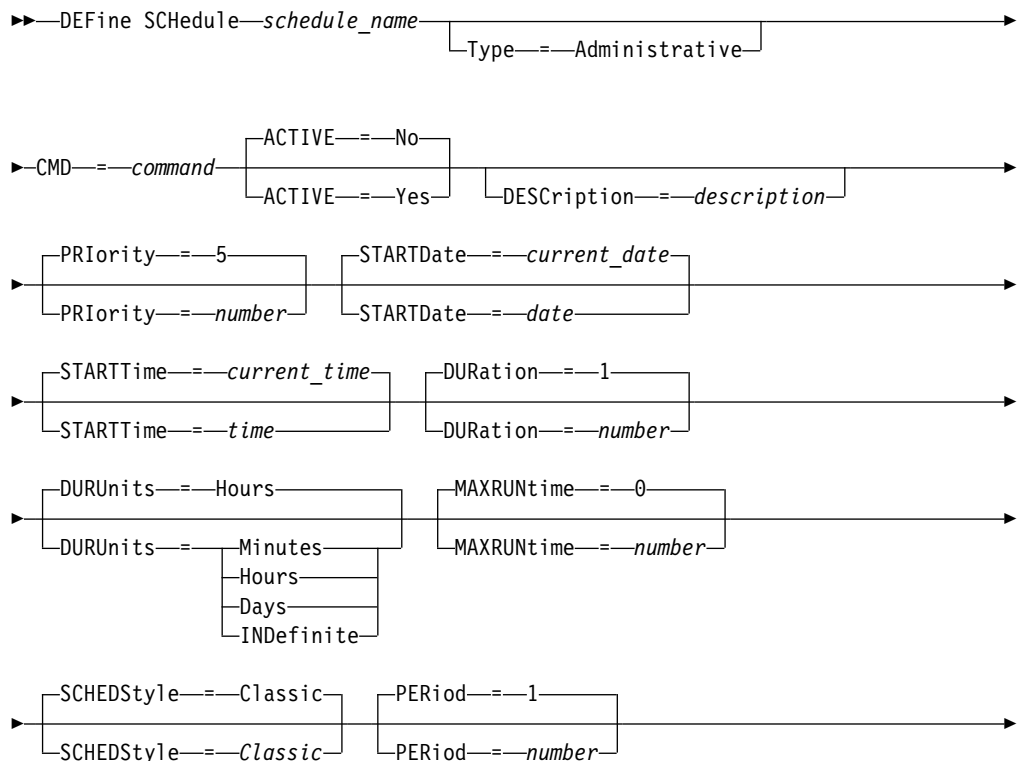 DEFine SCHedule schedule_name
Type = Administrative
ACTIVE = No
CMD = command
ACTIVE = Yes
DESCription = description
PRIority = 5 STARTDate = current_date
PRIority = number STARTDate = date
STARTTime = current_time DURation = 1
STARTTime = time DURation = number
DURUnits = Hours MAXRUNtime = 0
DURUnits = Minutes MAXRUNtime = number
Hours
Days
INDefinite
SCHEDStyle = Classic PERiod = 1
SCHEDStyle = Classic PERiod = number